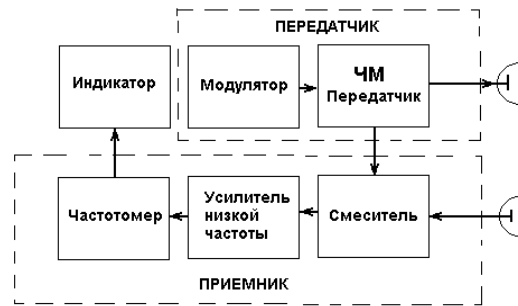 ПЕРЕДАТЧИК
Индикатор
Модулятор
ЧМ
Передатчик
Частотомер
Усилитель
низкой
частоты
Смеситель
ПРИЕМНИК